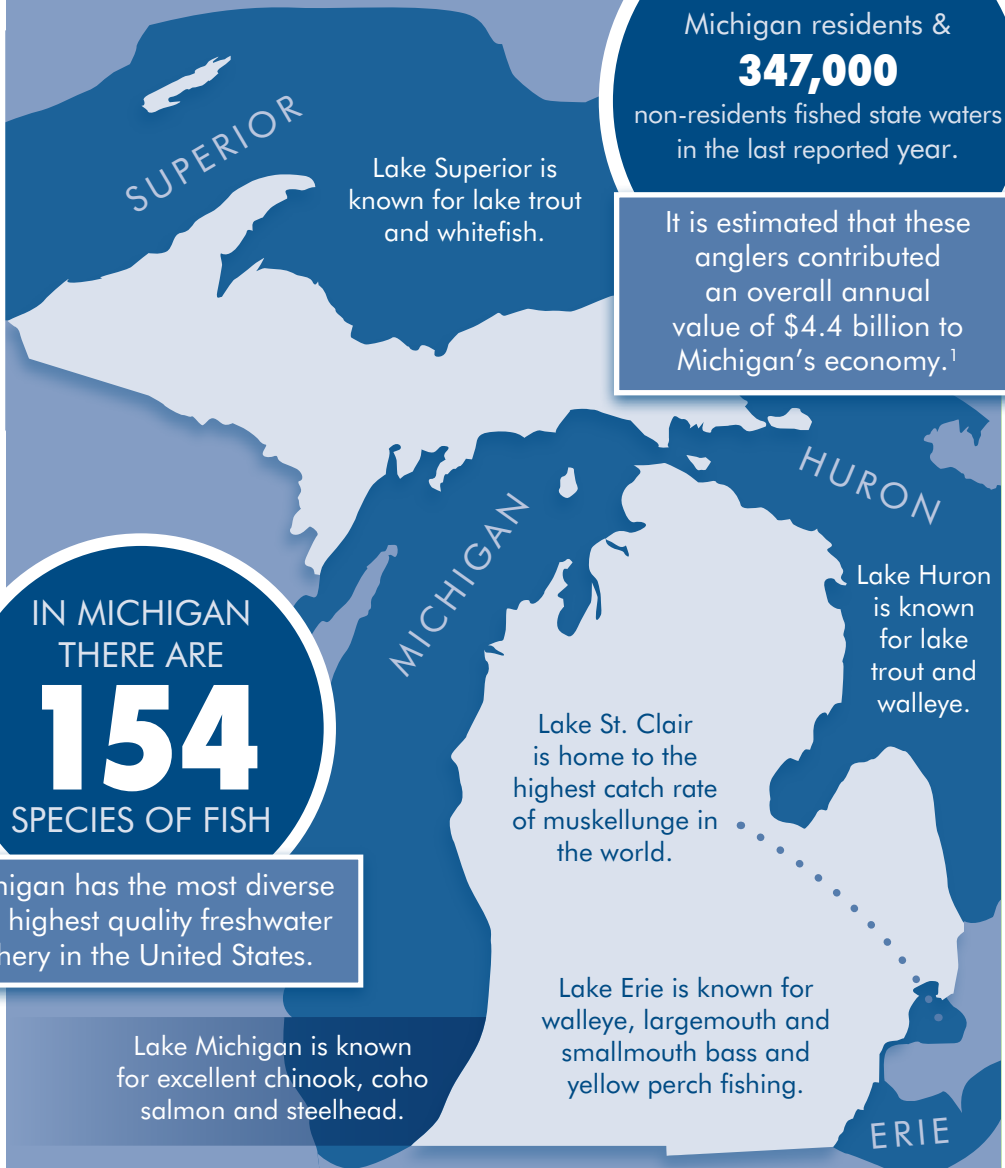 Michigan residents &
347,000
non-residents fished state waters
in the last reported year.
It is estimated that these
anglers contributed
an overall annual
value of $4.4 billion to
Michigan’s economy.1
SUPERIOR
Lake Superior is
known for lake trout
and whitefish.
HURON
MICHIGAN
Lake Huron
is known
for lake
trout and
walleye.
IN MICHIGAN
THERE ARE
154
SPECIES OF FISH
has the most diverse
highest quality freshwater
in the United States.
Lake St. Clair
is home to the
highest catch rate
of muskellunge in
the world.
Lake Erie is known for
walleye, largemouth and
smallmouth bass and
yellow perch fishing.
Lake Michigan is known
for excellent chinook, coho
salmon and steelhead.
ERIE